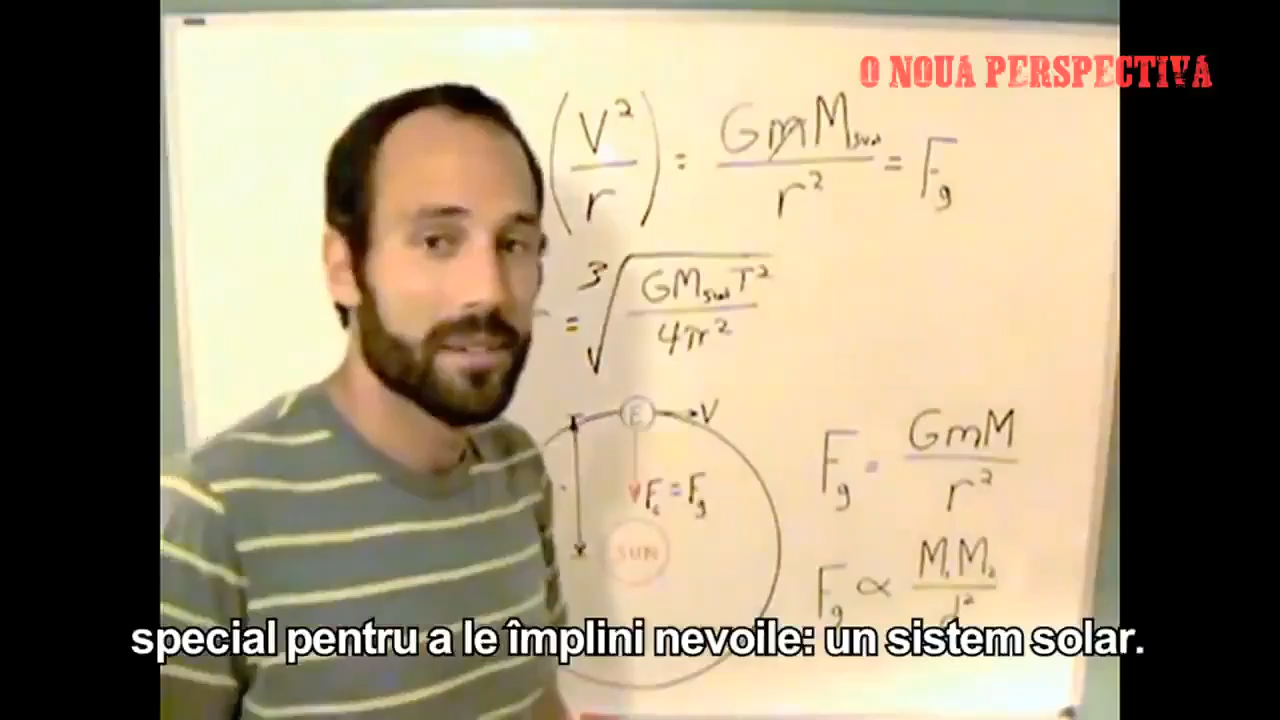 O NOUA PERSPECTIVA
(V²/r) = GmM_sun/r² = F_g
= ³√(GM_sun T²/4π²)
E V
F_c = F_g
SUN
F_g = GmM/r²
F_g ∝ M₁M₂/d²
special pentru a le împlini nevoile: un sistem solar.